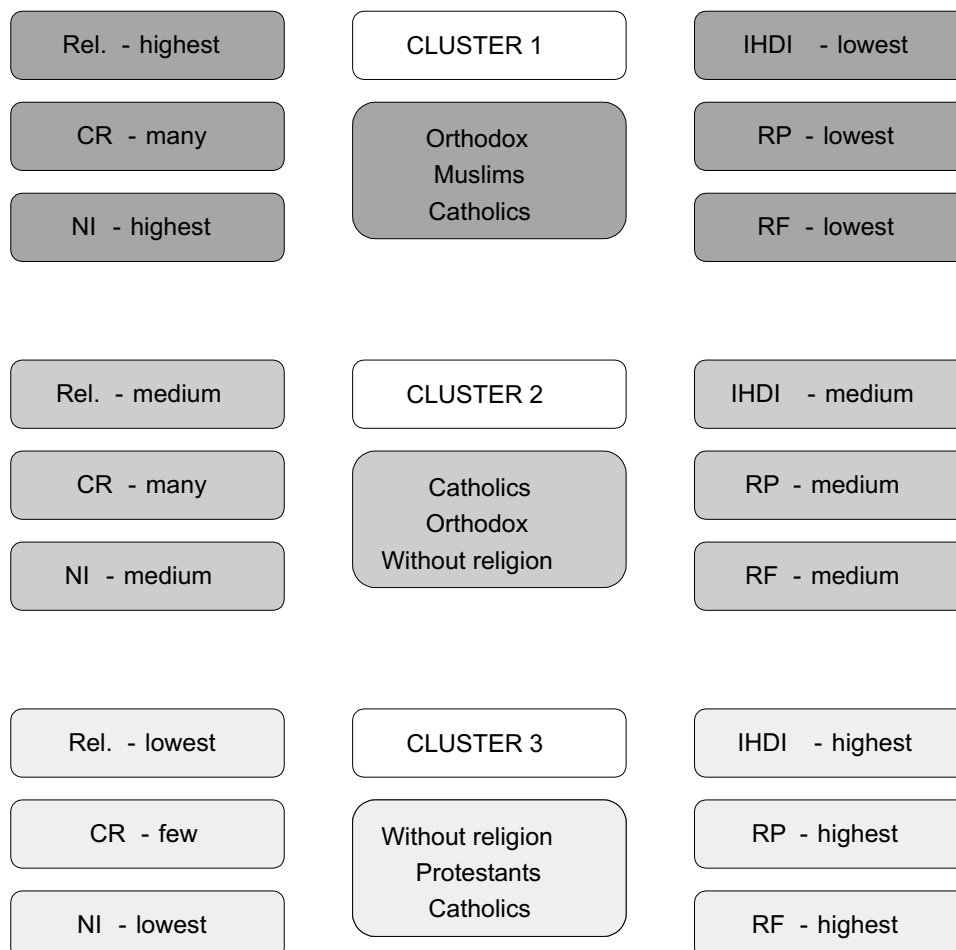 Rel. - highest
CLUSTER 1
IHDI - lowest
CR - many
Orthodox
Muslims
Catholics
RP - lowest
NI - highest
RF - lowest
Rel. - medium
CLUSTER 2
IHDI - medium
CR - many
Catholics
Orthodox
Without religion
RP - medium
NI - medium
RF - medium
Rel. - lowest
CLUSTER 3
IHDI - highest
CR - few
Without religion
Protestants
Catholics
RP - highest
NI - lowest
RF - highest